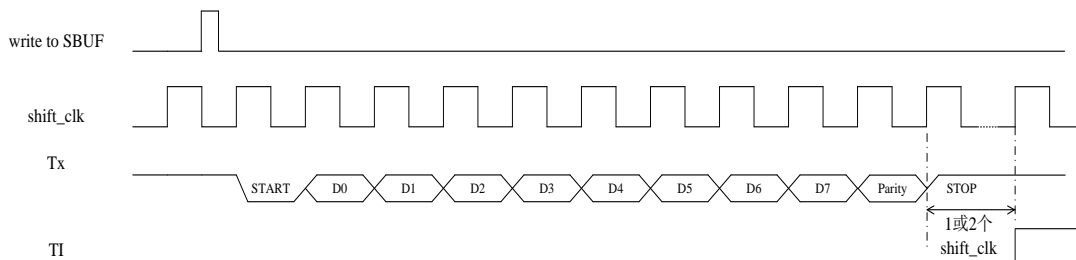 write to SBUF
shift_clk
Tx
START D0 D1 D2 D3 D4 D5 D6 D7 Parity STOP
1或2个
shift_clk
TI